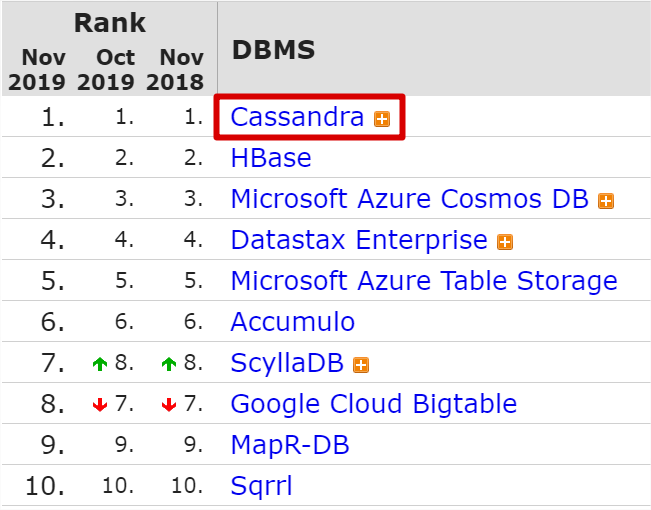 Rank
Nov 2019 Oct 2019 Nov 2018 DBMS
1. 1. 1. Cassandra
2. 2. 2. HBase
3. 3. 3. Microsoft Azure Cosmos DB
4. 4. 4. Datastax Enterprise
5. 5. 5. Microsoft Azure Table Storage
6. 6. 6. Accumulo
7. 8. 8. ScyllaDB
8. 7. 7. Google Cloud Bigtable
9. 9. 9. MapR-DB
10. 10. 10. Sqrrl